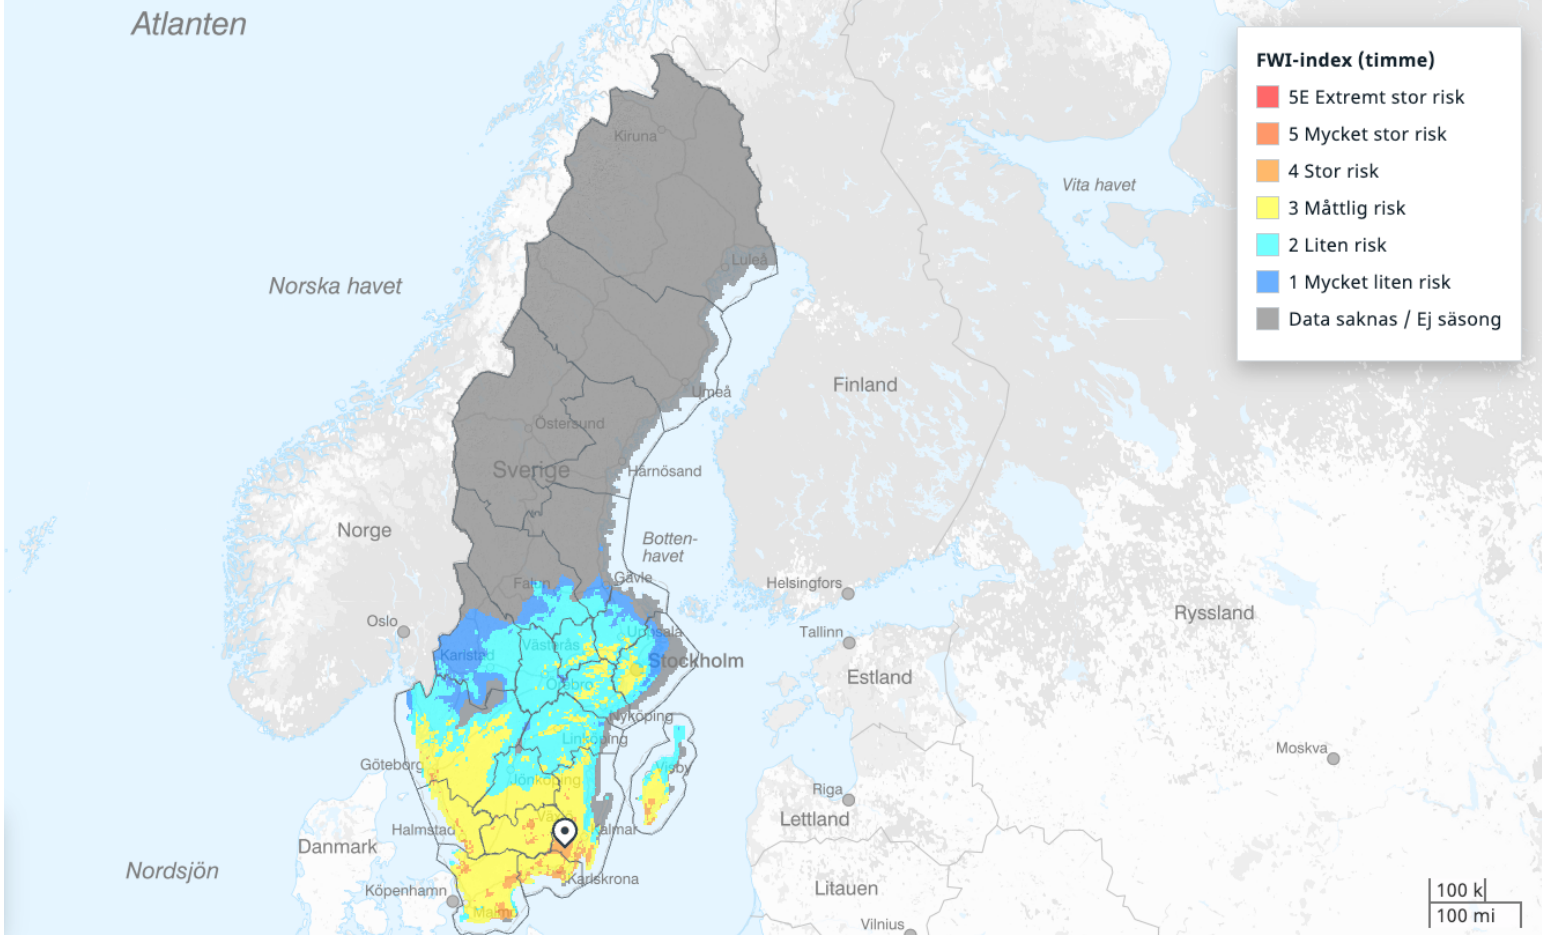 Atlanten
FWI-index (timme)
5E Extremt stor risk
5 Mycket stor risk
4 Stor risk
3 Måttlig risk
2 Liten risk
1 Mycket liten risk
Data saknas / Ej säsong
Kiruna
Vita havet
Luleå
Norska havet
Finland
Umeå
Östersund
Sverige
Härnösand
Norge
Botten-
havet
Falun
Gävle
Helsingfors
Ryssland
Oslo
Uppsala
Tallinn
Västerås
Karlstad
Stockholm
Estland
Örebro
Nyköping
Linköping
Moskva
Göteborg
Visby
Jönköping
Riga
Lettland
Växjö
Halmstad
Kalmar
Danmark
Nordsjön
Karlskrona
Köpenhamn
Litauen
100 k
Malmö
100 mi
Vilnius